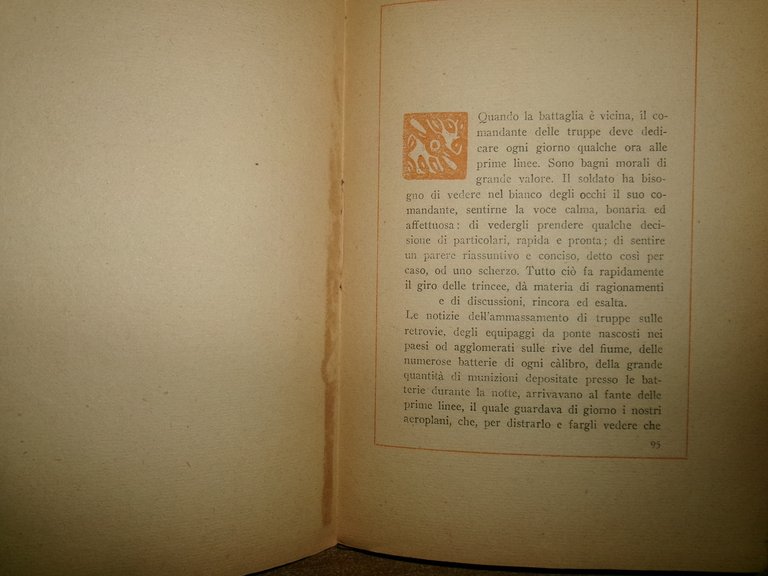 Quando la battaglia è vicina, il co-
mandante delle truppe deve dedi-
care ogni giorno qualche ora alle
prime linee. Sono bagni morali di
grande valore. Il soldato ha biso-
gno di vedere nel bianco degli occhi il suo co-
mandante, sentirne la voce calma, bonaria ed
affettuosa: di vedergli prendere qualche deci-
sione di particolari, rapida e pronta; di sentire
un parere riassuntivo e conciso, detto così per
caso, od uno scherzo. Tutto ciò fa rapidamente
il giro delle trincee, dà materia di ragionamenti
e di discussioni, rincora ed esalta.
Le notizie dell'ammassamento di truppe sulle
retrovie, degli equipaggi da ponte nascosti nei
paesi od agglomerati sulle rive del fiume, delle
numerose batterie di ogni càlibro, della grande
quantità di munizioni depositate presso le bat-
terie durante la notte, arrivavano al fante delle
prime linee, il quale guardava di giorno i nostri
aeroplani, che, per distrarlo e fargli vedere che
95